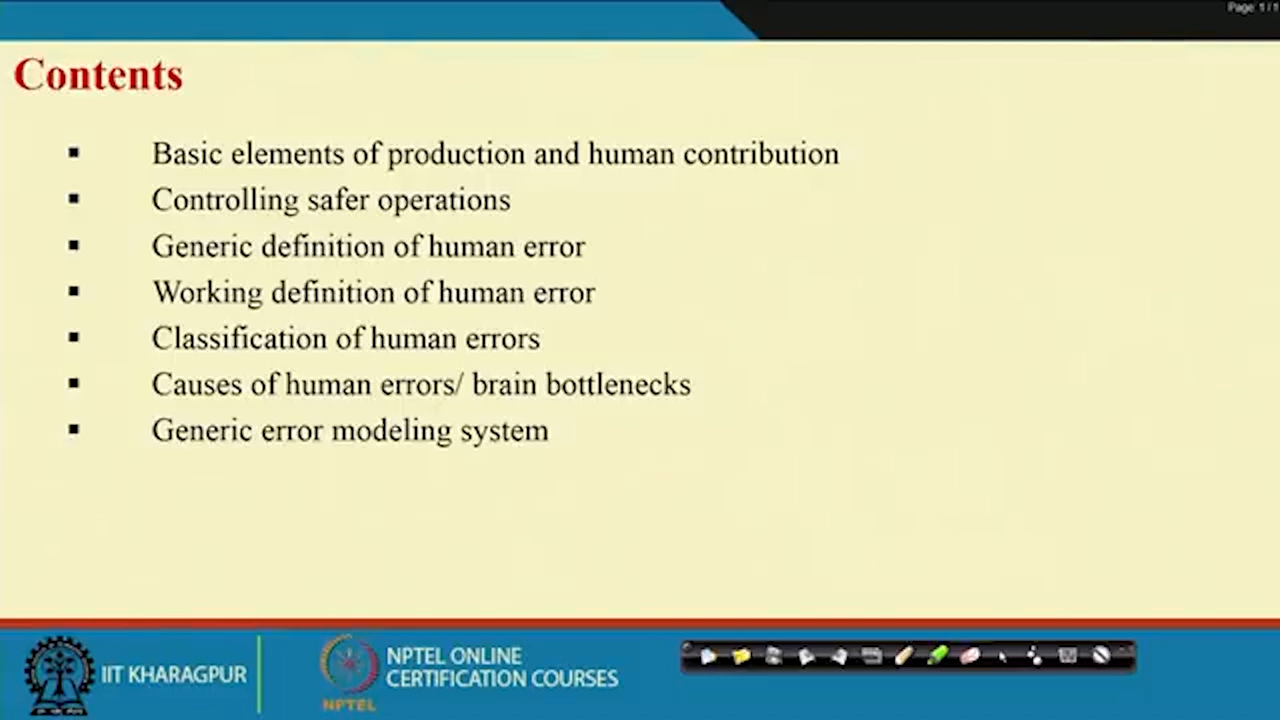 Page: 1 / 1
Contents
▪ Basic elements of production and human contribution
▪ Controlling safer operations
▪ Generic definition of human error
▪ Working definition of human error
▪ Classification of human errors
▪ Causes of human errors/ brain bottlenecks
▪ Generic error modeling system
IIT KHARAGPUR
NPTEL
NPTEL ONLINE
CERTIFICATION COURSES